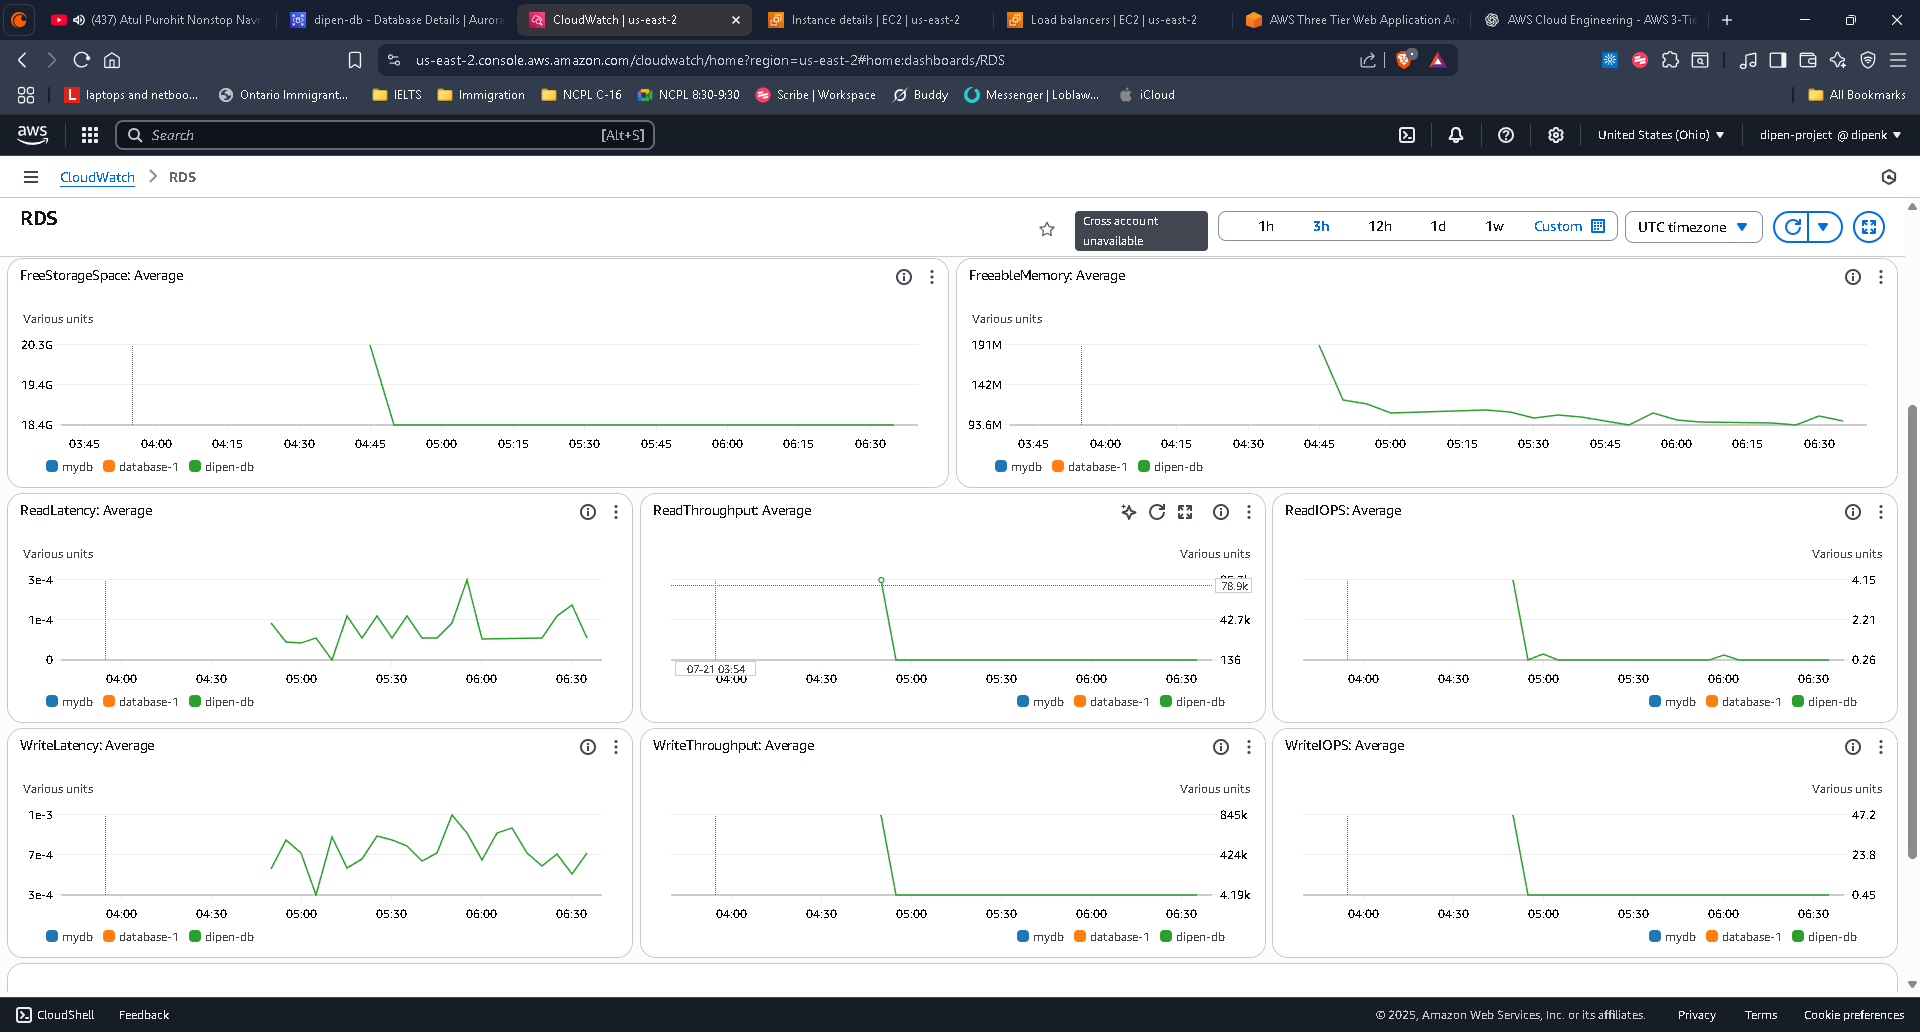 (437) Atul Purohit Nonstop Nav
dipen-db - Database Details | Aurora
CloudWatch | us-east-2
Instance details | EC2 | us-east-2
Load balancers | EC2 | us-east-2
AWS Three Tier Web Application Ar
AWS Cloud Engineering - AWS 3-Tie
us-east-2.console.aws.amazon.com/cloudwatch/home?region=us-east-2#home:dashboards/RDS
L laptops and netboo...
Ontario Immigrant...
IELTS
Immigration
NCPL C-16
NCPL 8:30-9:30
Scribe | Workspace
Buddy
Messenger | Loblaw...
iCloud
All Bookmarks
aws
Search
[Alt+S]
United States (Ohio)
dipen-project @ dipenk
CloudWatch
RDS
RDS
Cross account
unavailable
1h
3h
12h
1d
1w
Custom
UTC timezone
FreeStorageSpace: Average
Various units
20.3G
19.4G
18.4G
03:45 04:00 04:15 04:30 04:45 05:00 05:15 05:30 05:45 06:00 06:15 06:30
mydb database-1 dipen-db
FreeableMemory: Average
Various units
191M
142M
93.6M
03:45 04:00 04:15 04:30 04:45 05:00 05:15 05:30 05:45 06:00 06:15 06:30
mydb database-1 dipen-db
ReadLatency: Average
Various units
3e-4
1e-4
0
04:00 04:30 05:00 05:30 06:00 06:30
mydb database-1 dipen-db
ReadThroughput: Average
Various units
78.9k
42.7k
136
07-21 03:54
04:00 04:30 05:00 05:30 06:00 06:30
mydb database-1 dipen-db
ReadIOPS: Average
Various units
4.15
2.21
0.26
04:00 04:30 05:00 05:30 06:00 06:30
mydb database-1 dipen-db
WriteLatency: Average
Various units
1e-3
7e-4
3e-4
04:00 04:30 05:00 05:30 06:00 06:30
mydb database-1 dipen-db
WriteThroughput: Average
Various units
845k
424k
4.19k
04:00 04:30 05:00 05:30 06:00 06:30
mydb database-1 dipen-db
WriteIOPS: Average
Various units
47.2
23.8
0.45
04:00 04:30 05:00 05:30 06:00 06:30
mydb database-1 dipen-db
CloudShell
Feedback
© 2025, Amazon Web Services, Inc. or its affiliates.
Privacy
Terms
Cookie preferences